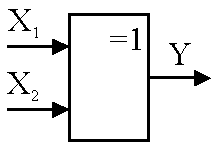 X₁
=1
Y
X₂